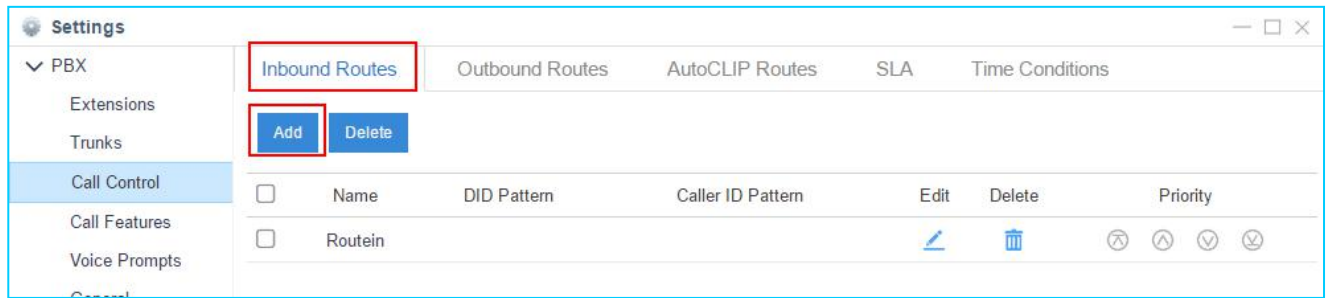 Settings
PBX
Inbound Routes Outbound Routes AutoCLIP Routes SLA Time Conditions
Extensions
Add Delete
Trunks
Call Control
Name DID Pattern Caller ID Pattern Edit Delete Priority
Call Features
Routein
Voice Prompts
General